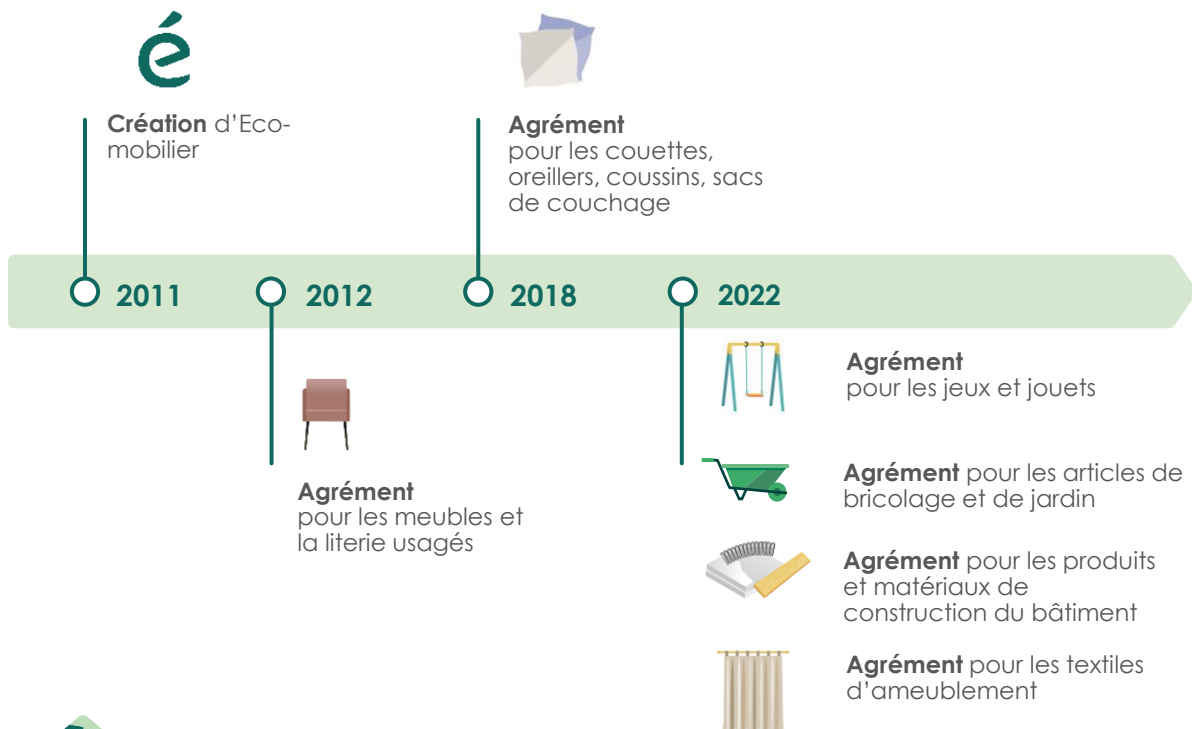 é
Création d’Eco-
mobilier
Agrément
pour les couettes,
oreillers, coussins, sacs
de couchage
2011
2012
2018
2022
Agrément
pour les meubles et
la literie usagés
Agrément
pour les jeux et jouets
Agrément pour les articles de
bricolage et de jardin
Agrément pour les produits
et matériaux de
construction du bâtiment
Agrément pour les textiles
d’ameublement